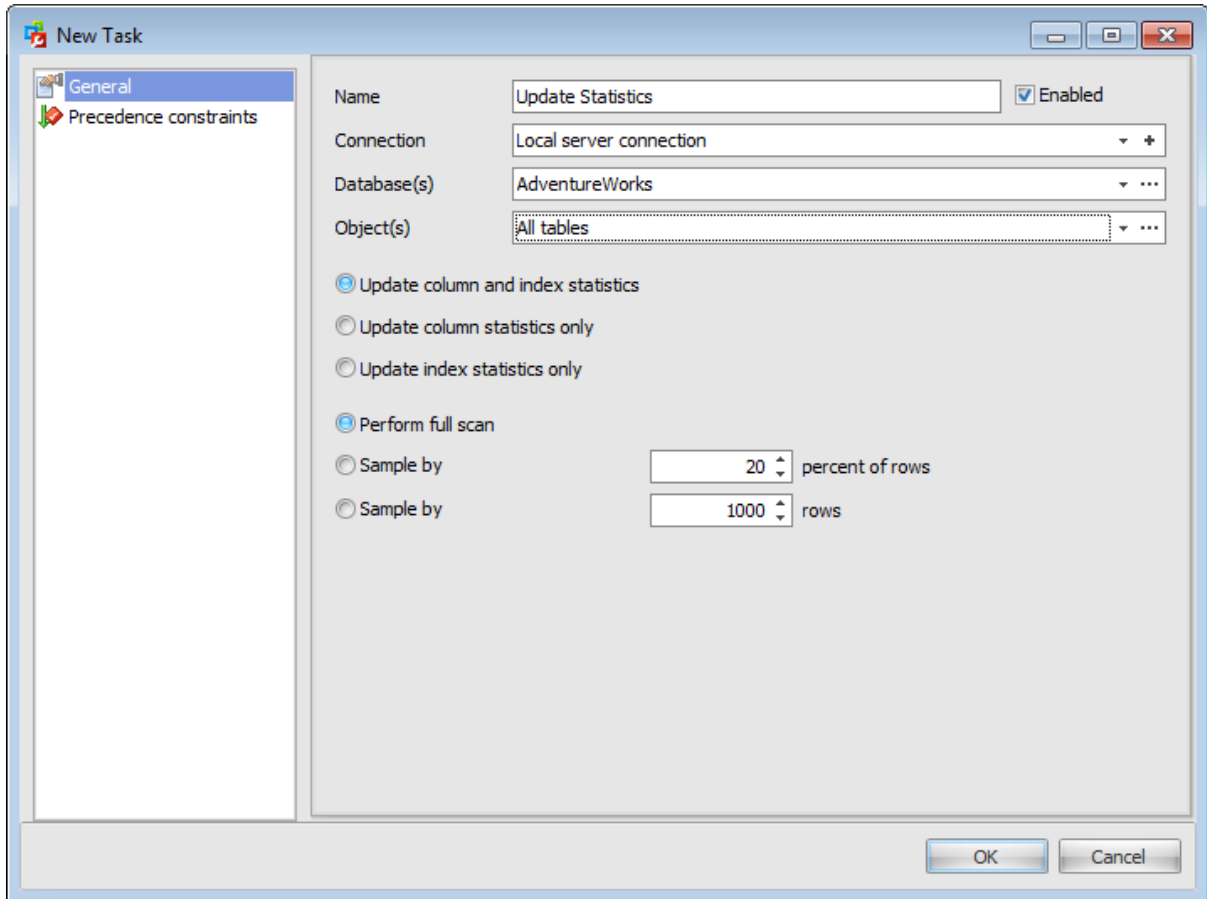 New Task
General
Precedence constraints
Name Update Statistics Enabled
Connection Local server connection
Database(s) AdventureWorks
Object(s) All tables
Update column and index statistics
Update column statistics only
Update index statistics only
Perform full scan
Sample by 20 percent of rows
Sample by 1000 rows
OK Cancel